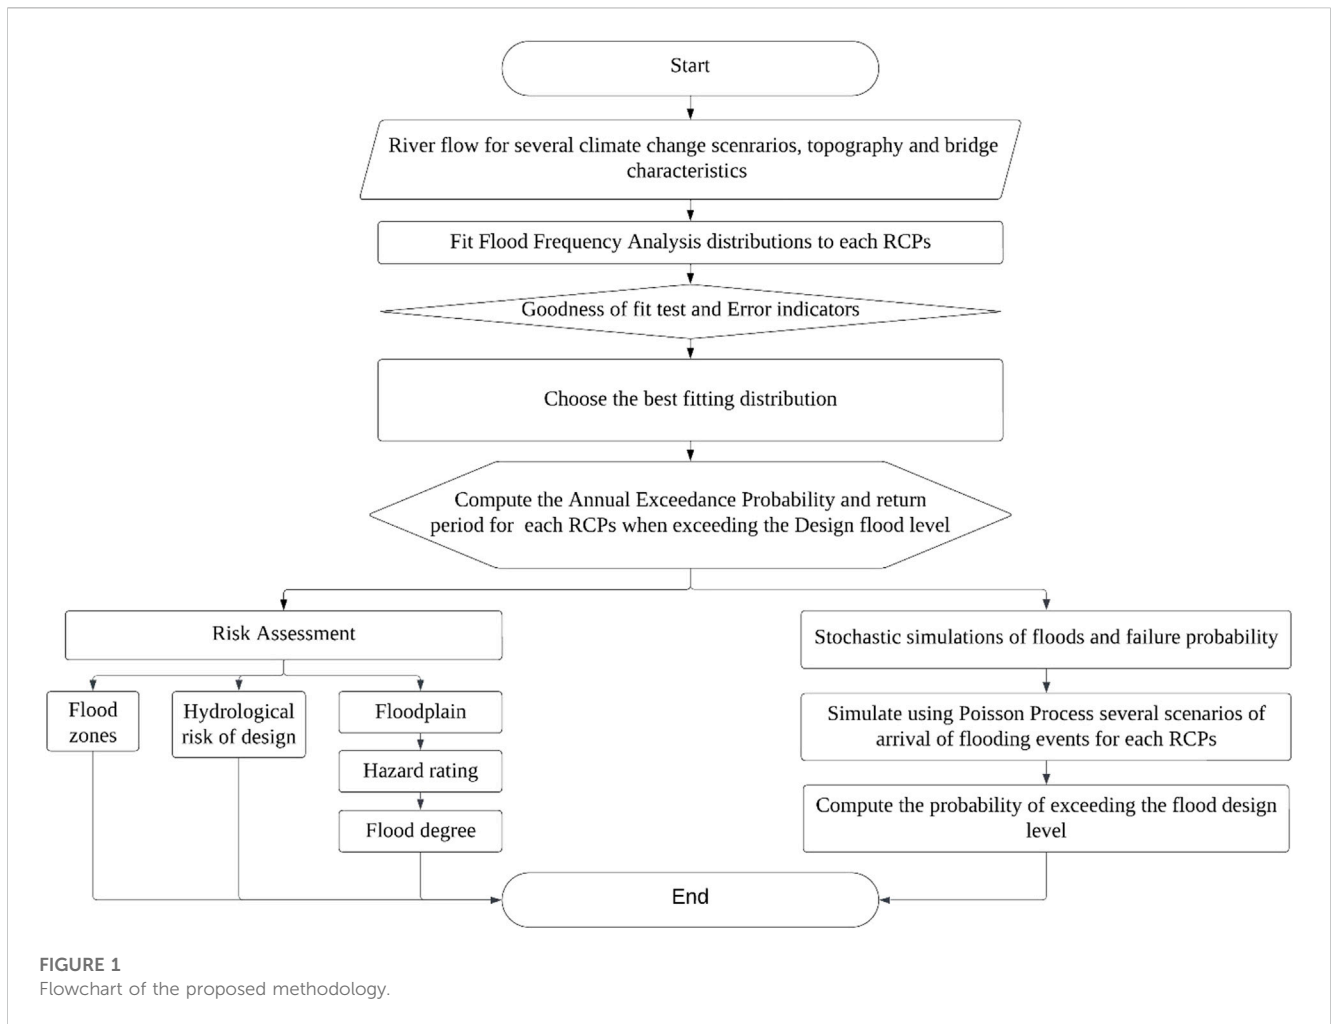 Start
River flow for several climate change scenrarios, topography and bridge
characteristics
Fit Flood Frequency Analysis distributions to each RCPs
Goodness of fit test and Error indicators
Choose the best fitting distribution
Compute the Annual Exceedance Probability and return
period for each RCPs when exceeding the Design flood level
Risk Assessment
Flood
zones
Hydrological
risk of design
Floodplain
Hazard rating
Flood degree
Stochastic simulations of floods and failure probability
Simulate using Poisson Process several scenarios of
arrival of flooding events for each RCPs
Compute the probability of exceeding the flood design
level
End
FIGURE 1
Flowchart of the proposed methodology.